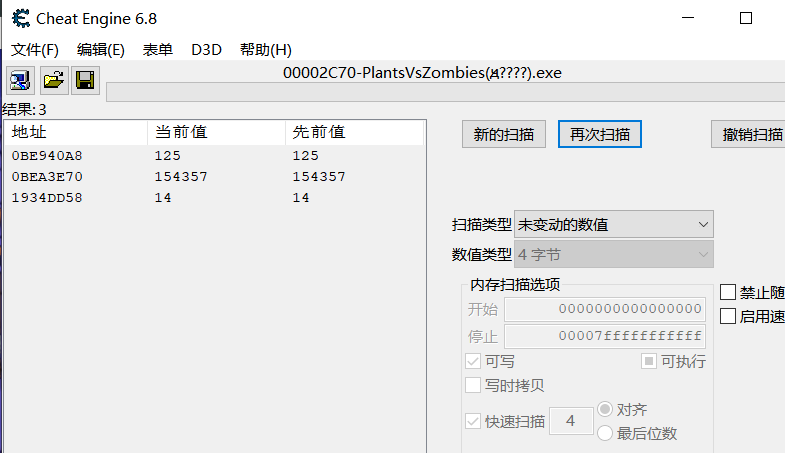 Cheat Engine 6.8
文件(F) 编辑(E) 表单 D3D 帮助(H)
00002C70-PlantsVsZombies(ӝ????).exe
结果: 3
地址 当前值 先前值
0BE940A8 125 125
0BEA3E70 154357 154357
1934DD58 14 14
新的扫描 再次扫描 撤销扫描
扫描类型 未变动的数值
数值类型 4 字节
内存扫描选项
开始 0000000000000000
停止 00007fffffffffff
可写 可执行
写时拷贝
快速扫描 4 对齐
最后位数
禁止随
启用速